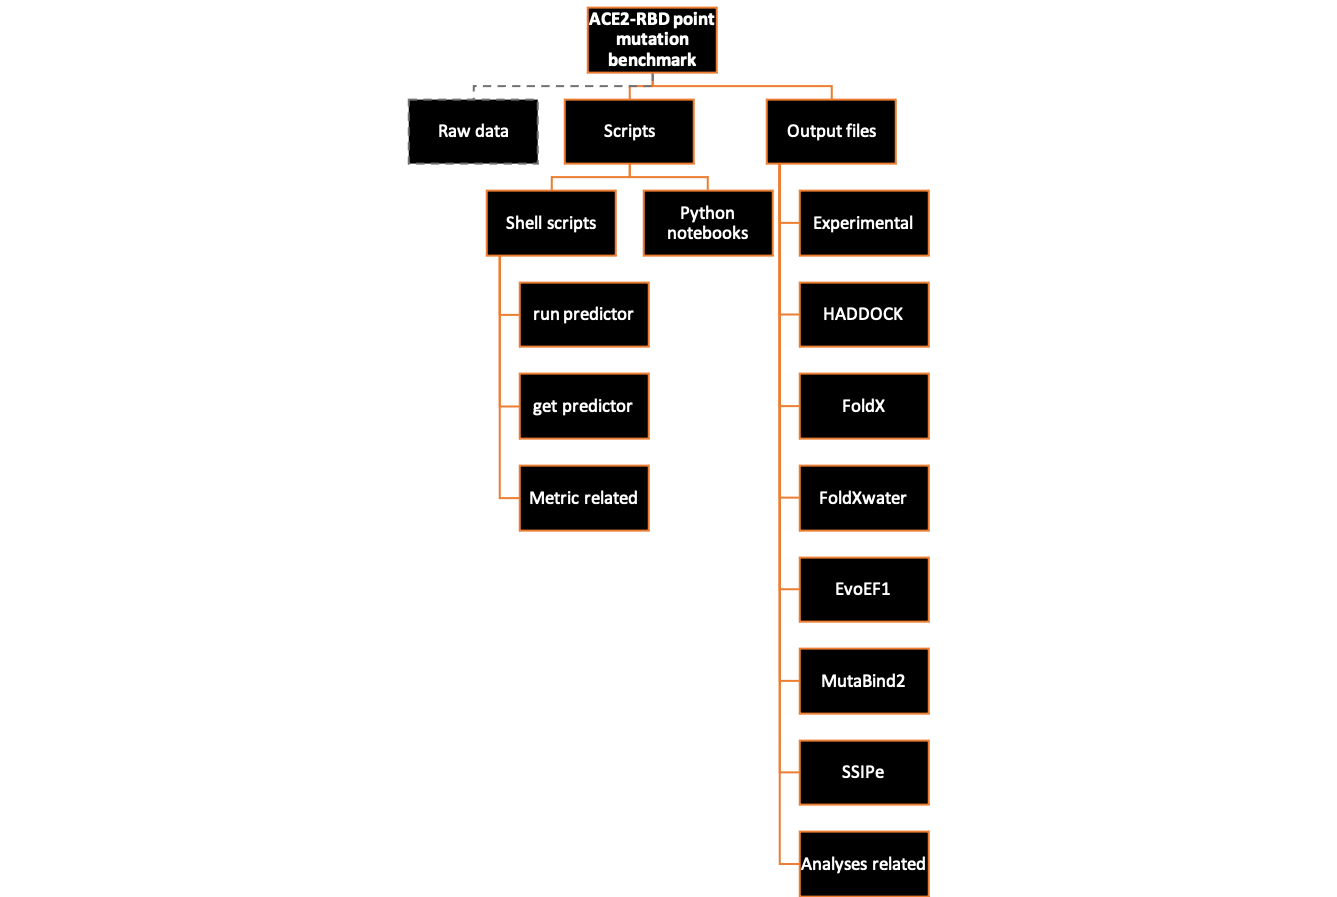 ACE2-RBD point
mutation
benchmark
Raw data
Scripts
Output files
Shell scripts
Python
notebooks
Experimental
run predictor
HADDOCK
get predictor
FoldX
Metric related
FoldXwater
EvoEF1
MutaBind2
SSIPe
Analyses related